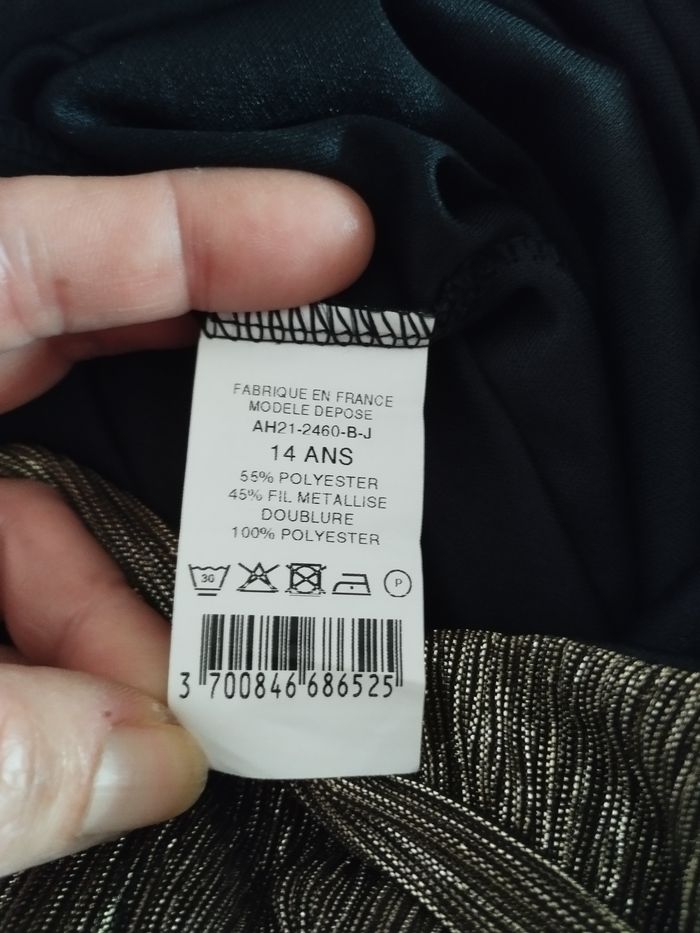 FABRIQUE EN FRANCE
MODELE DEPOSE
AH21-2460-B-J
14 ANS
55% POLYESTER
45% FIL METALLISE
DOUBLURE
100% POLYESTER
30 P
3 700846 686525